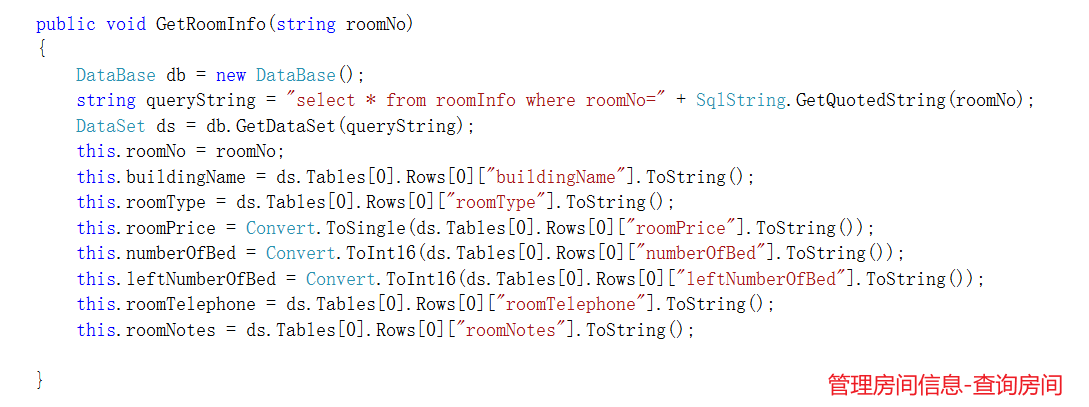 public void GetRoomInfo(string roomNo)
{
    DataBase db = new DataBase();
    string queryString = "select * from roomInfo where roomNo=" + SqlString.GetQuotedString(roomNo);
    DataSet ds = db.GetDataSet(queryString);
    this.roomNo = roomNo;
    this.buildingName = ds.Tables[0].Rows[0]["buildingName"].ToString();
    this.roomType = ds.Tables[0].Rows[0]["roomType"].ToString();
    this.roomPrice = Convert.ToSingle(ds.Tables[0].Rows[0]["roomPrice"].ToString());
    this.numberOfBed = Convert.ToInt16(ds.Tables[0].Rows[0]["numberOfBed"].ToString());
    this.leftNumberOfBed = Convert.ToInt16(ds.Tables[0].Rows[0]["leftNumberOfBed"].ToString());
    this.roomTelephone = ds.Tables[0].Rows[0]["roomTelephone"].ToString();
    this.roomNotes = ds.Tables[0].Rows[0]["roomNotes"].ToString();
}
管理房间信息-查询房间